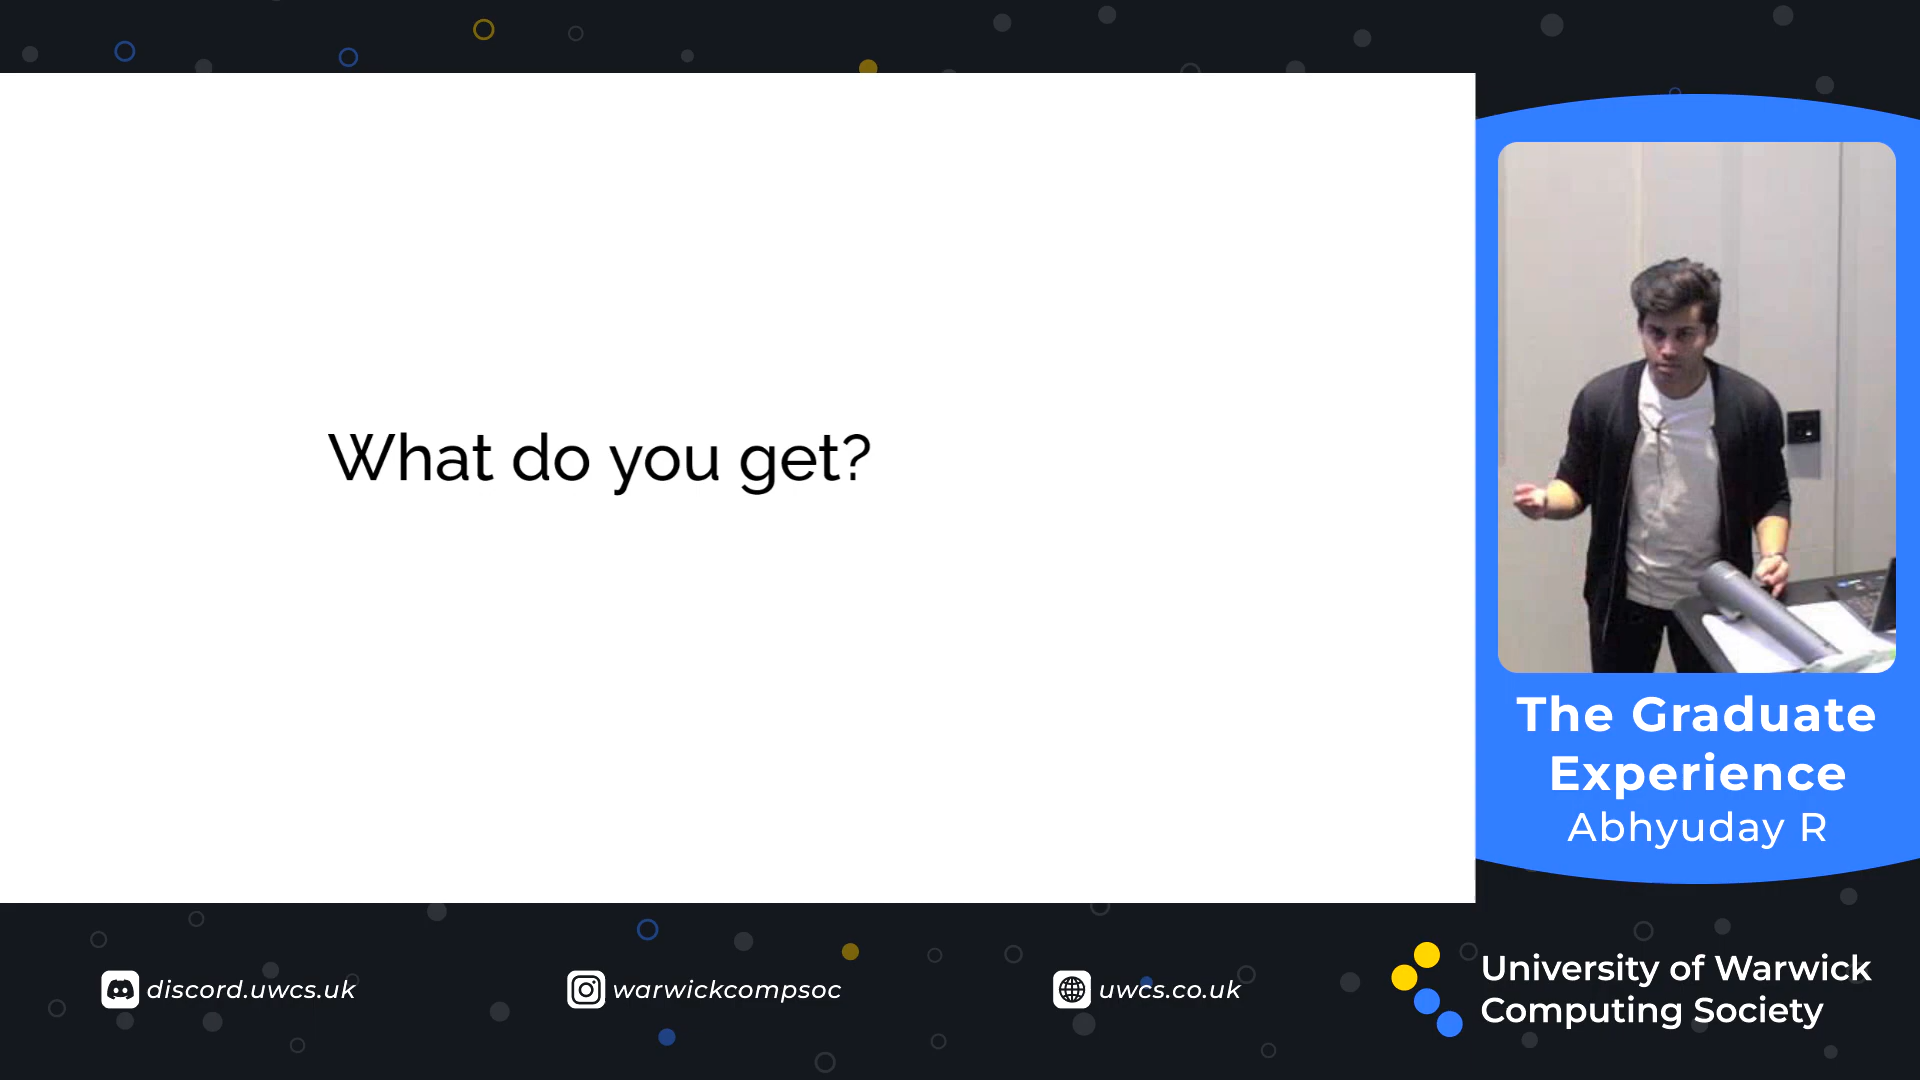 What do you get?
The Graduate
Experience
Abhyuday R
discord.uwcs.uk
warwickcompsoc
uwcs.co.uk
University of Warwick
Computing Society